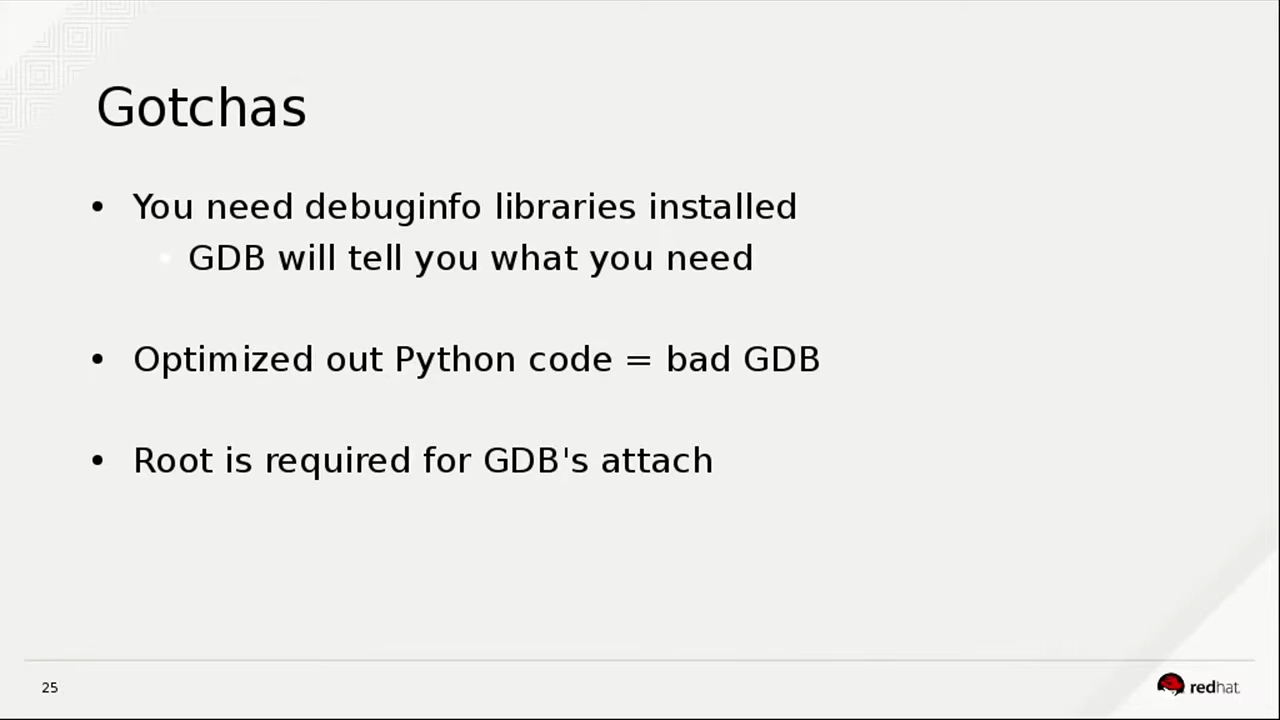 Gotchas
• You need debuginfo libraries installed
• GDB will tell you what you need
• Optimized out Python code = bad GDB
• Root is required for GDB's attach
25
redhat.